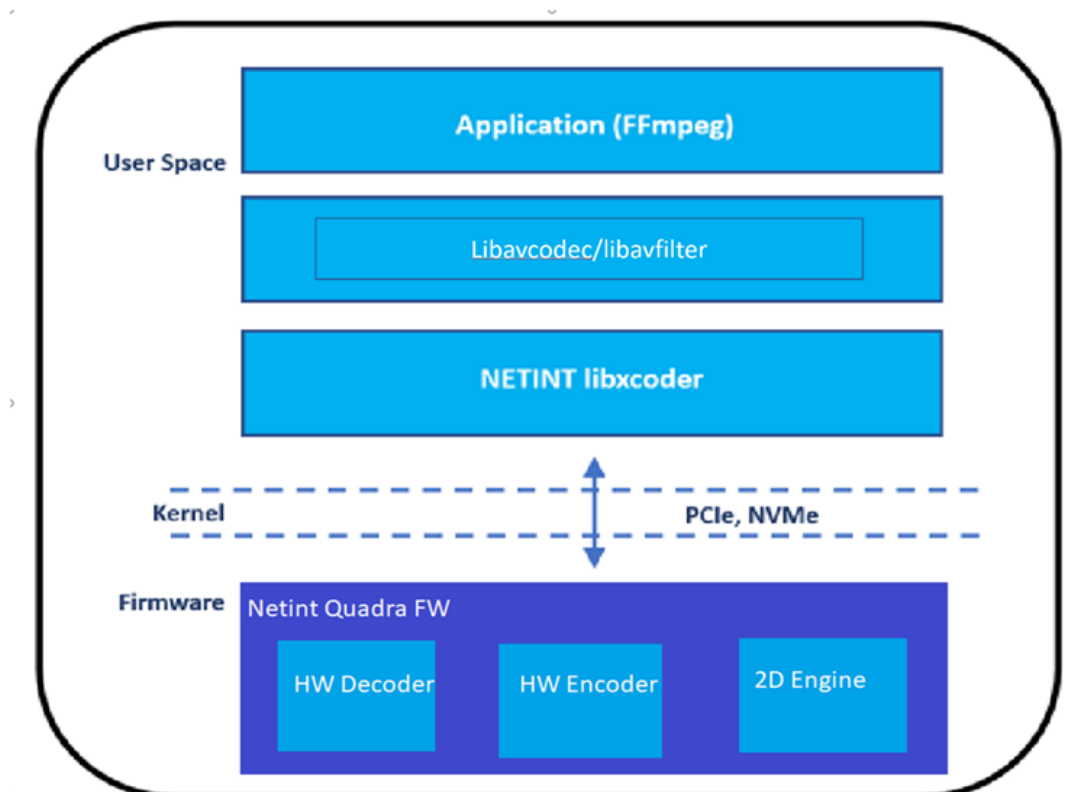 Application (FFmpeg)
User Space
Libavcodec/libavfilter
NETINT libxcoder
Kernel
PCIe, NVMe
Firmware
Netint Quadra FW
HW Decoder
HW Encoder
2D Engine